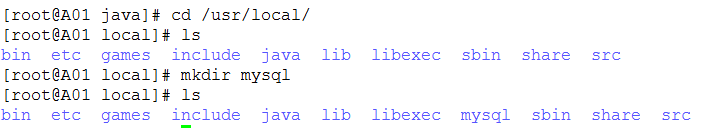 [root@A01 java]# cd /usr/local/
[root@A01 local]# ls
bin etc games include java lib libexec sbin share src
[root@A01 local]# mkdir mysql
[root@A01 local]# ls
bin etc games include java lib libexec mysql sbin share src